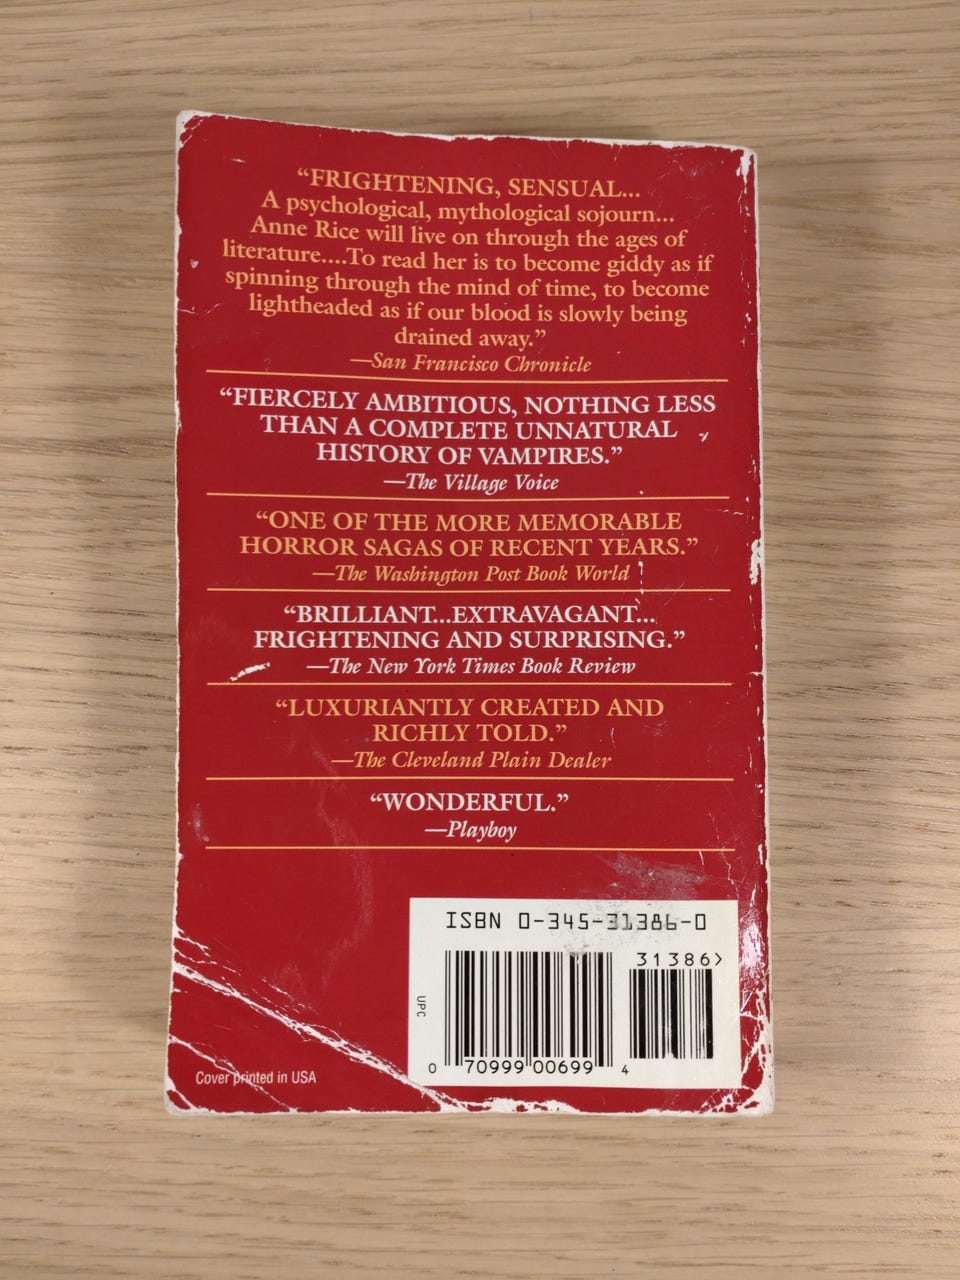 “FRIGHTENING, SENSUAL...
A psychological, mythological sojourn...
Anne Rice will live on through the ages of
literature....To read her is to become giddy as if
spinning through the mind of time, to become
lightheaded as if our blood is slowly being
drained away.”
—San Francisco Chronicle
“FIERCELY AMBITIOUS, NOTHING LESS
THAN A COMPLETE UNNATURAL
HISTORY OF VAMPIRES.”
—The Village Voice
“ONE OF THE MORE MEMORABLE
HORROR SAGAS OF RECENT YEARS.”
—The Washington Post Book World
“BRILLIANT...EXTRAVAGANT...
FRIGHTENING AND SURPRISING.”
—The New York Times Book Review
“LUXURIANTLY CREATED AND
RICHLY TOLD.”
—The Cleveland Plain Dealer
“WONDERFUL.”
—Playboy
ISBN 0-345-31386-0
31386>
UPC
0 70999 00699 4
Cover printed in USA